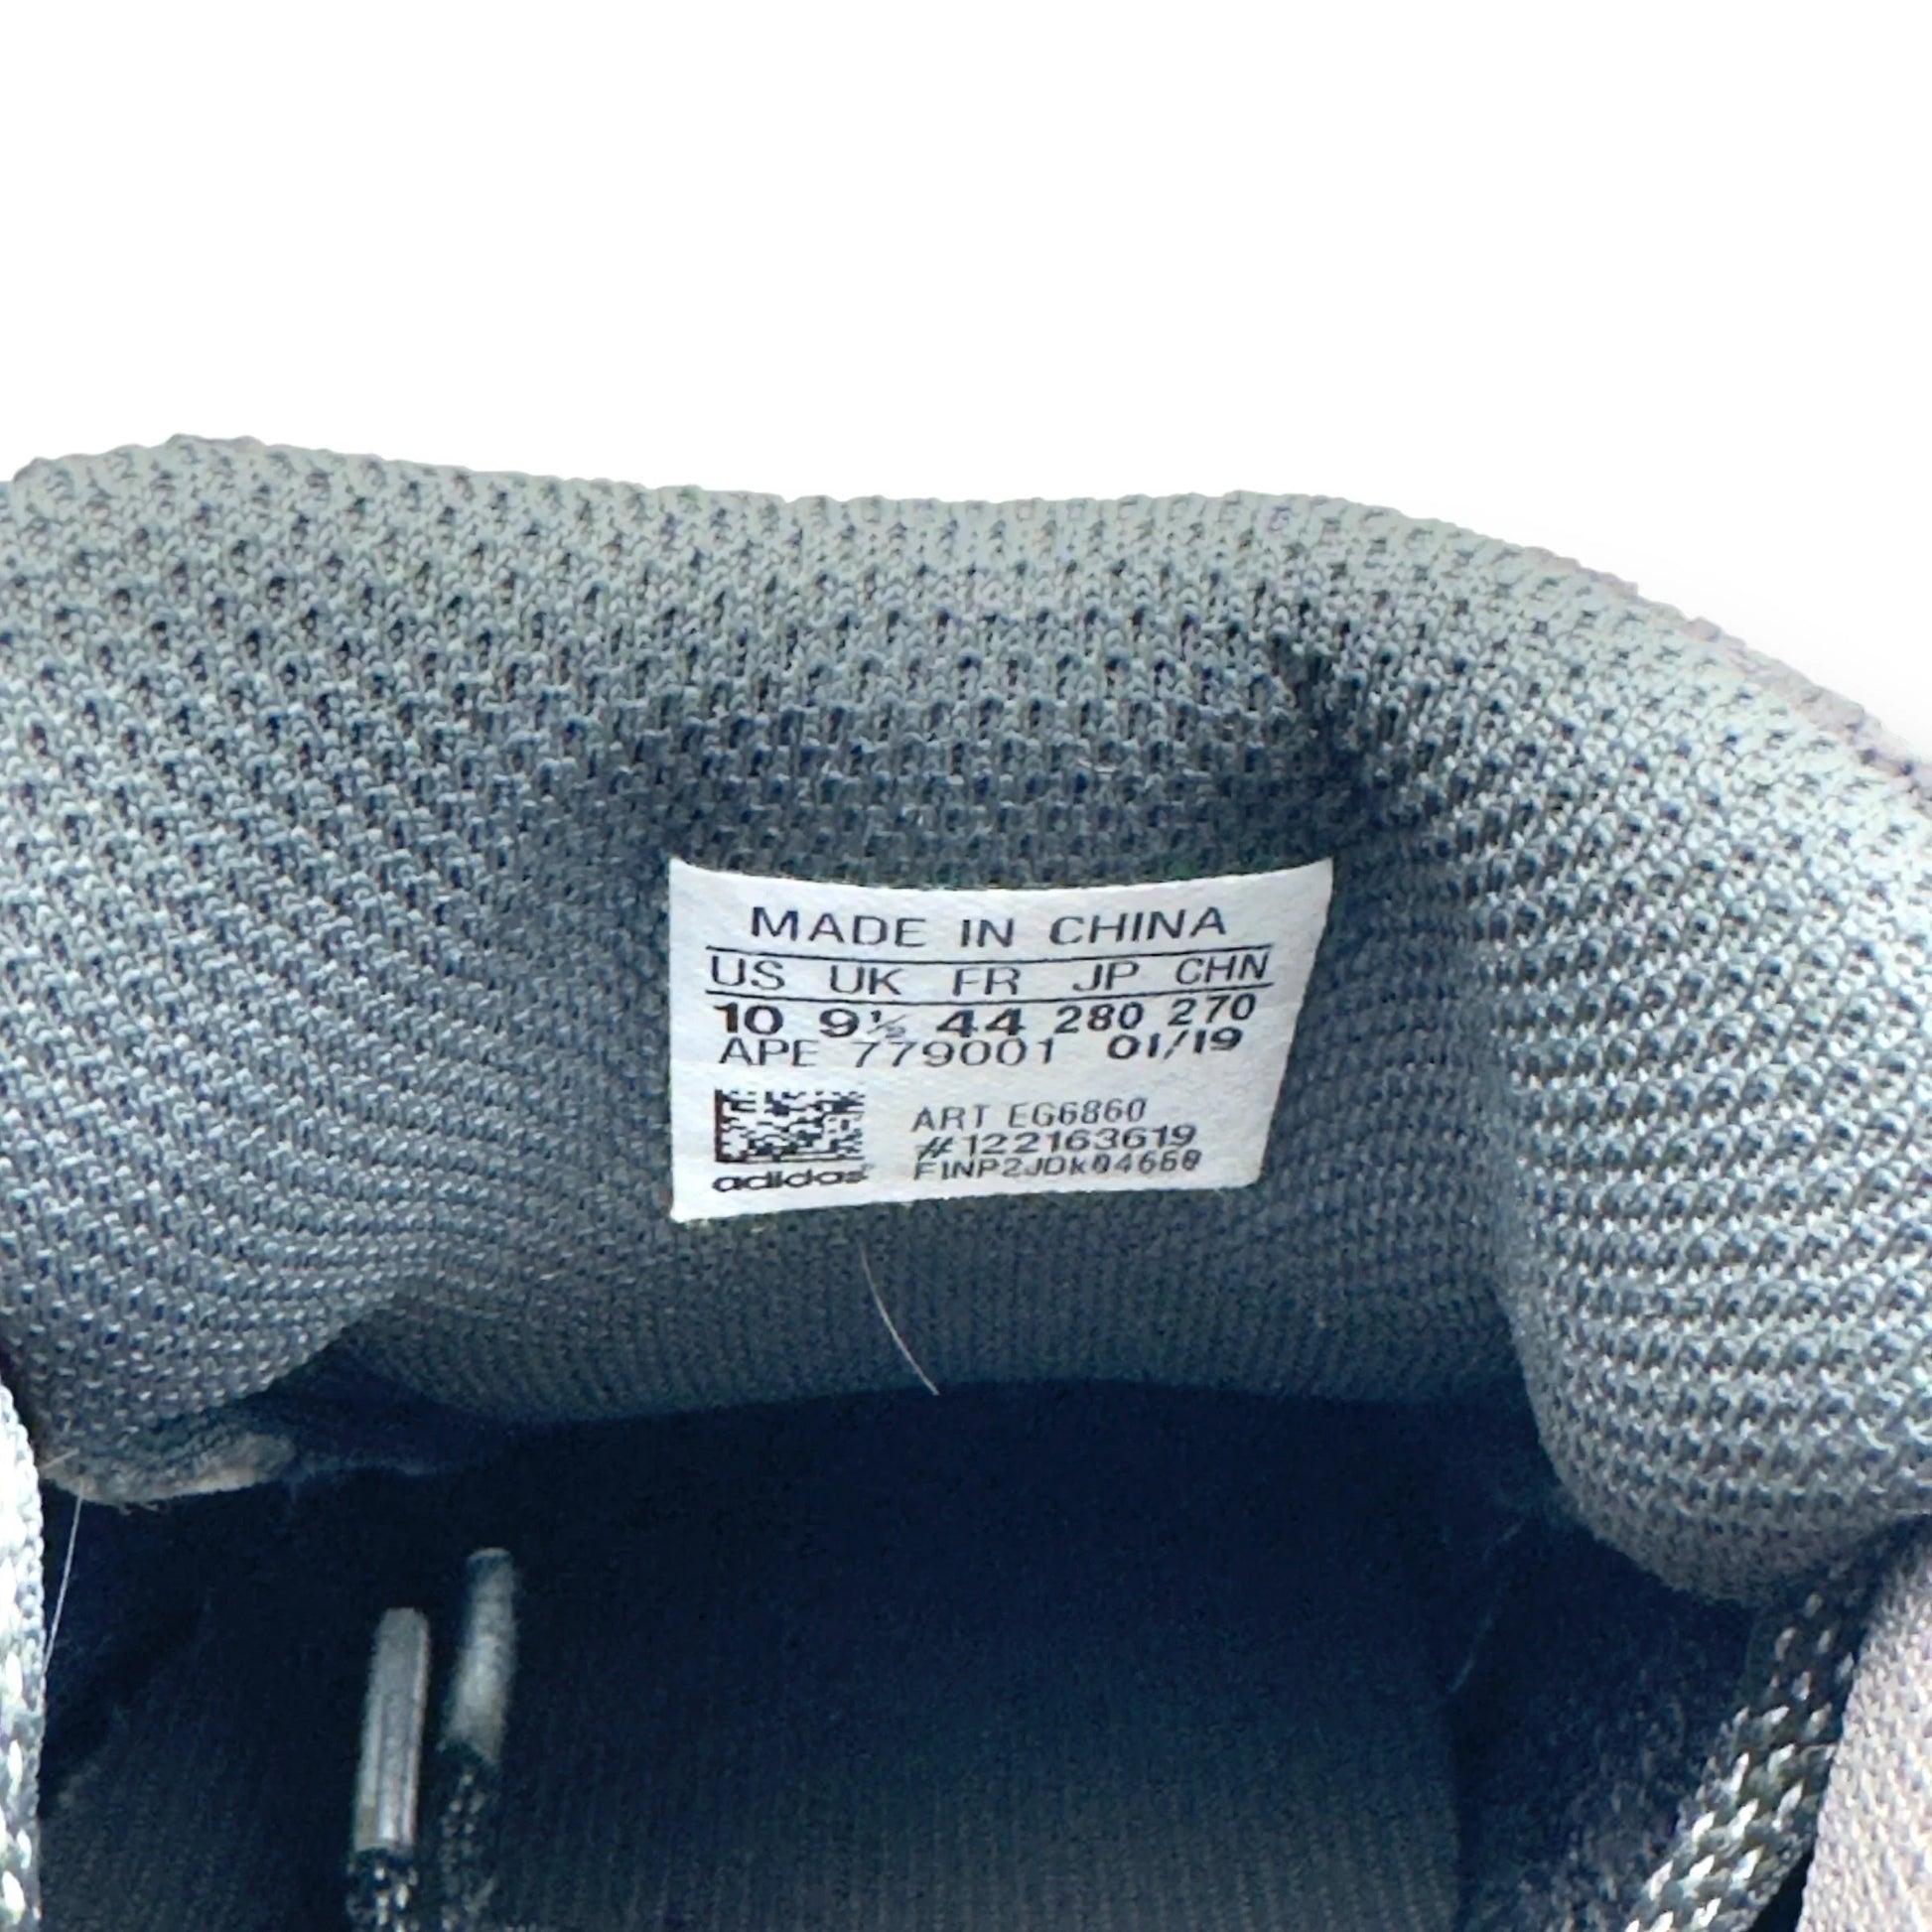 MADE IN CHINA
US UK FR JP CHN
10 9½ 44 280 270
APE 779001 01/19
ART EG6860
#122163619
F1NP2JDk04660
adidas